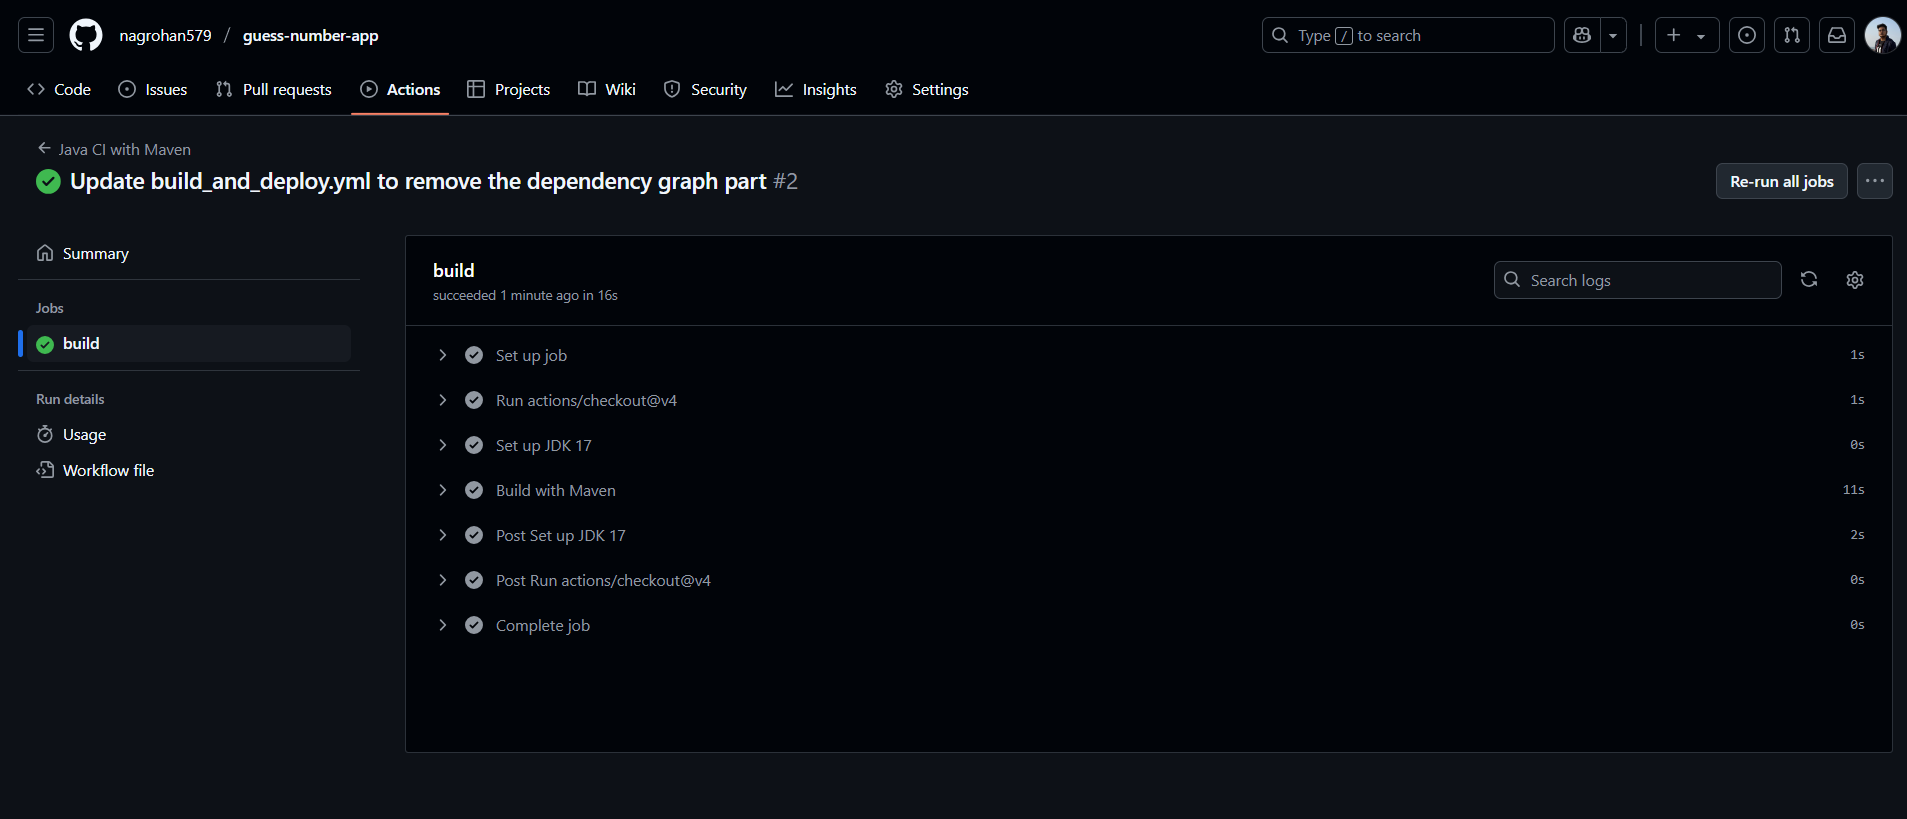 nagrohan579 / guess-number-app
Type / to search
Code Issues Pull requests Actions Projects Wiki Security Insights Settings
Java CI with Maven
Update build_and_deploy.yml to remove the dependency graph part #2
Re-run all jobs
Summary
Jobs
build
Run details
Usage
Workflow file
build
succeeded 1 minute ago in 16s
Search logs
Set up job 1s
Run actions/checkout@v4 1s
Set up JDK 17 0s
Build with Maven 11s
Post Set up JDK 17 2s
Post Run actions/checkout@v4 0s
Complete job 0s